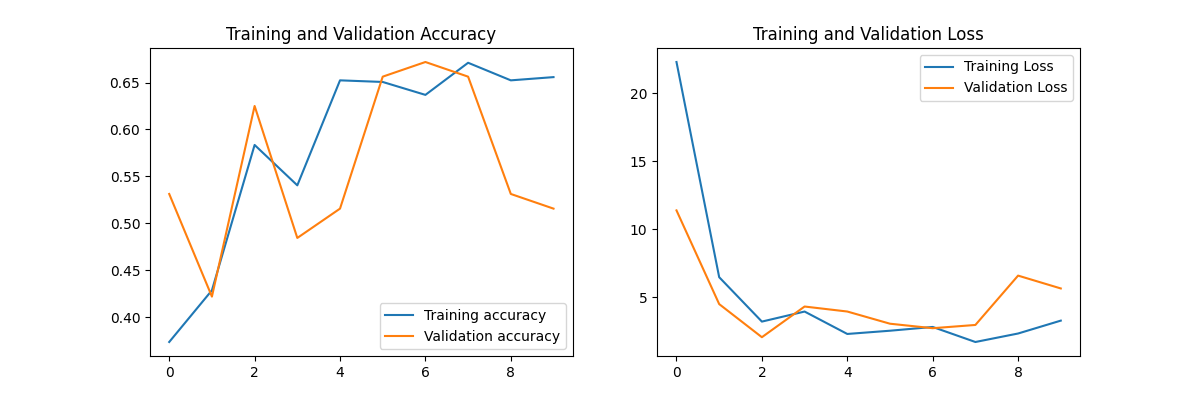 Training and Validation Accuracy
0.65
0.60
0.55
0.50
0.45
0.40
0 2 4 6 8
Training accuracy
Validation accuracy
Training and Validation Loss
20
15
10
5
0 2 4 6 8
Training Loss
Validation Loss